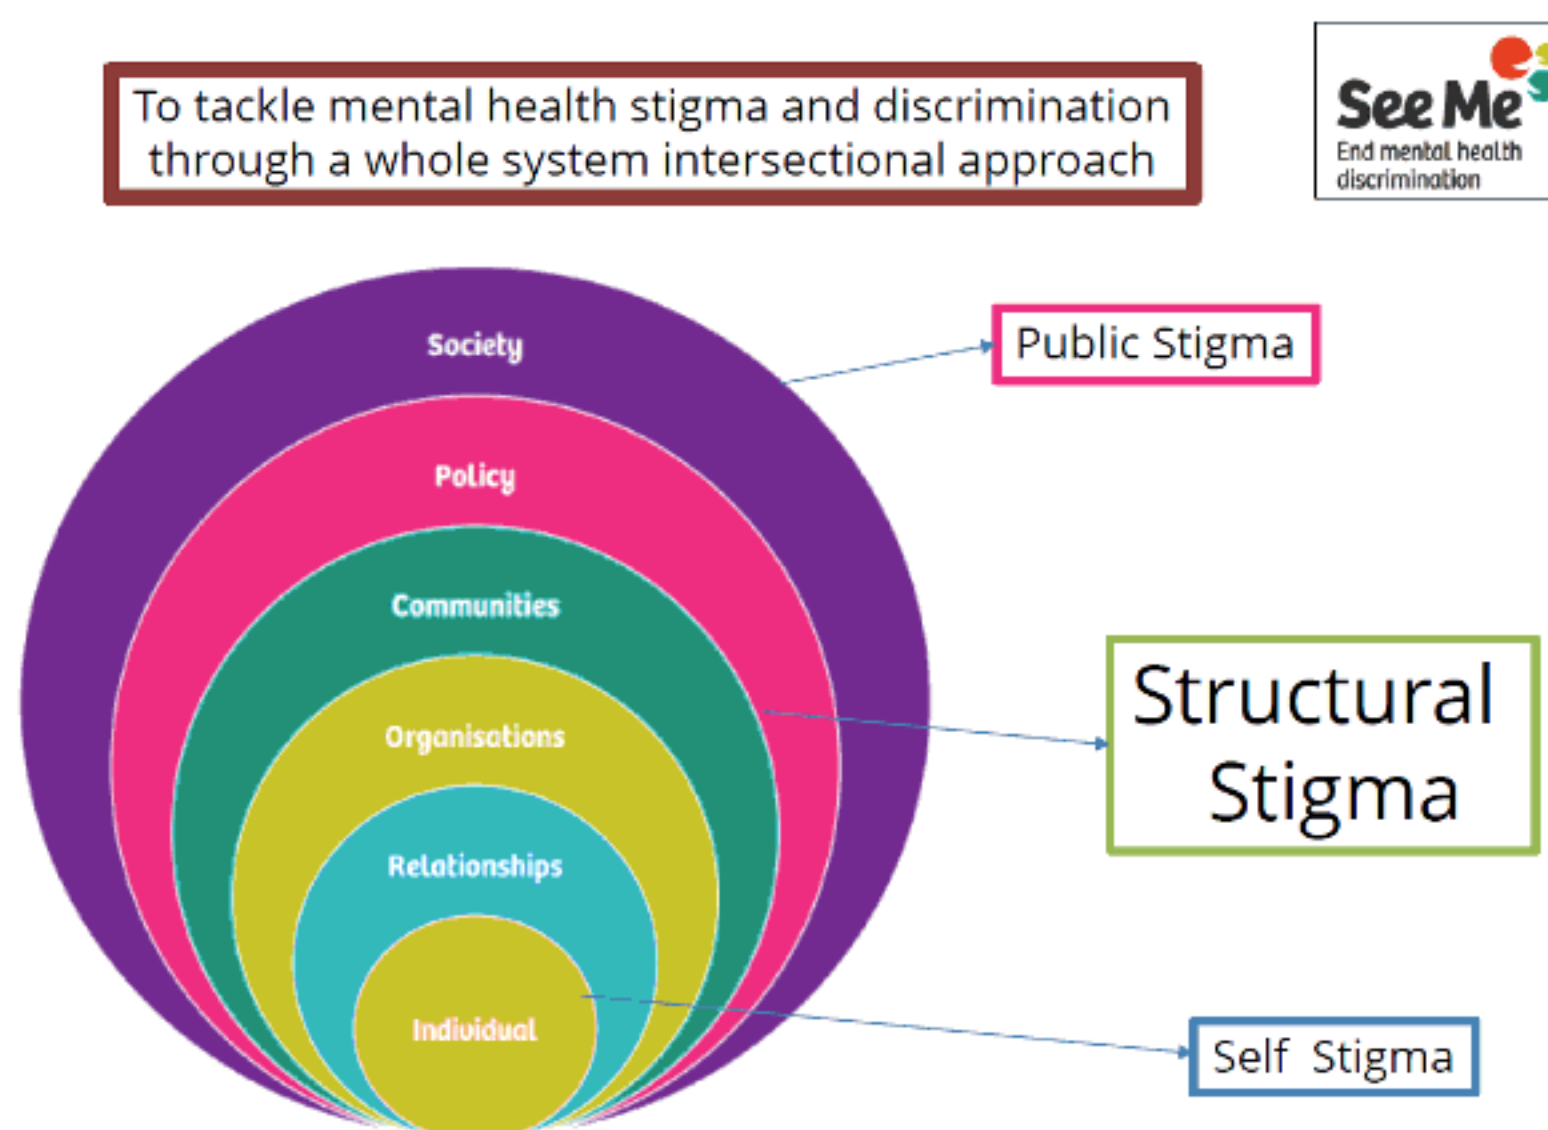 To tackle mental health stigma and discrimination
through a whole system intersectional approach
See Me
End mental health
discrimination
Society
Public Stigma
Policy
Communities
Structural
Stigma
Organisations
Relationships
Individual
Self Stigma